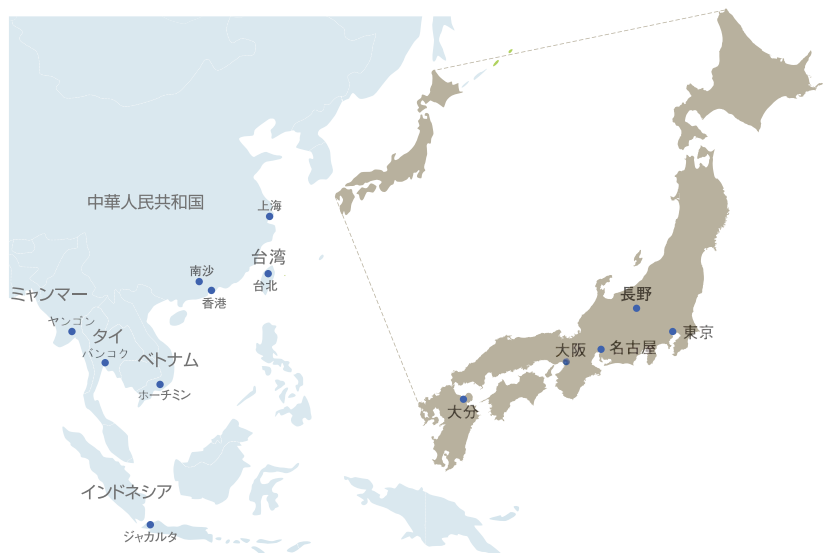 中華人民共和国
上海
台湾
台北
南沙
香港
ミャンマー
ヤンゴン
タイ
バンコク
ベトナム
ホーチミン
インドネシア
ジャカルタ
長野
東京
名古屋
大阪
大分